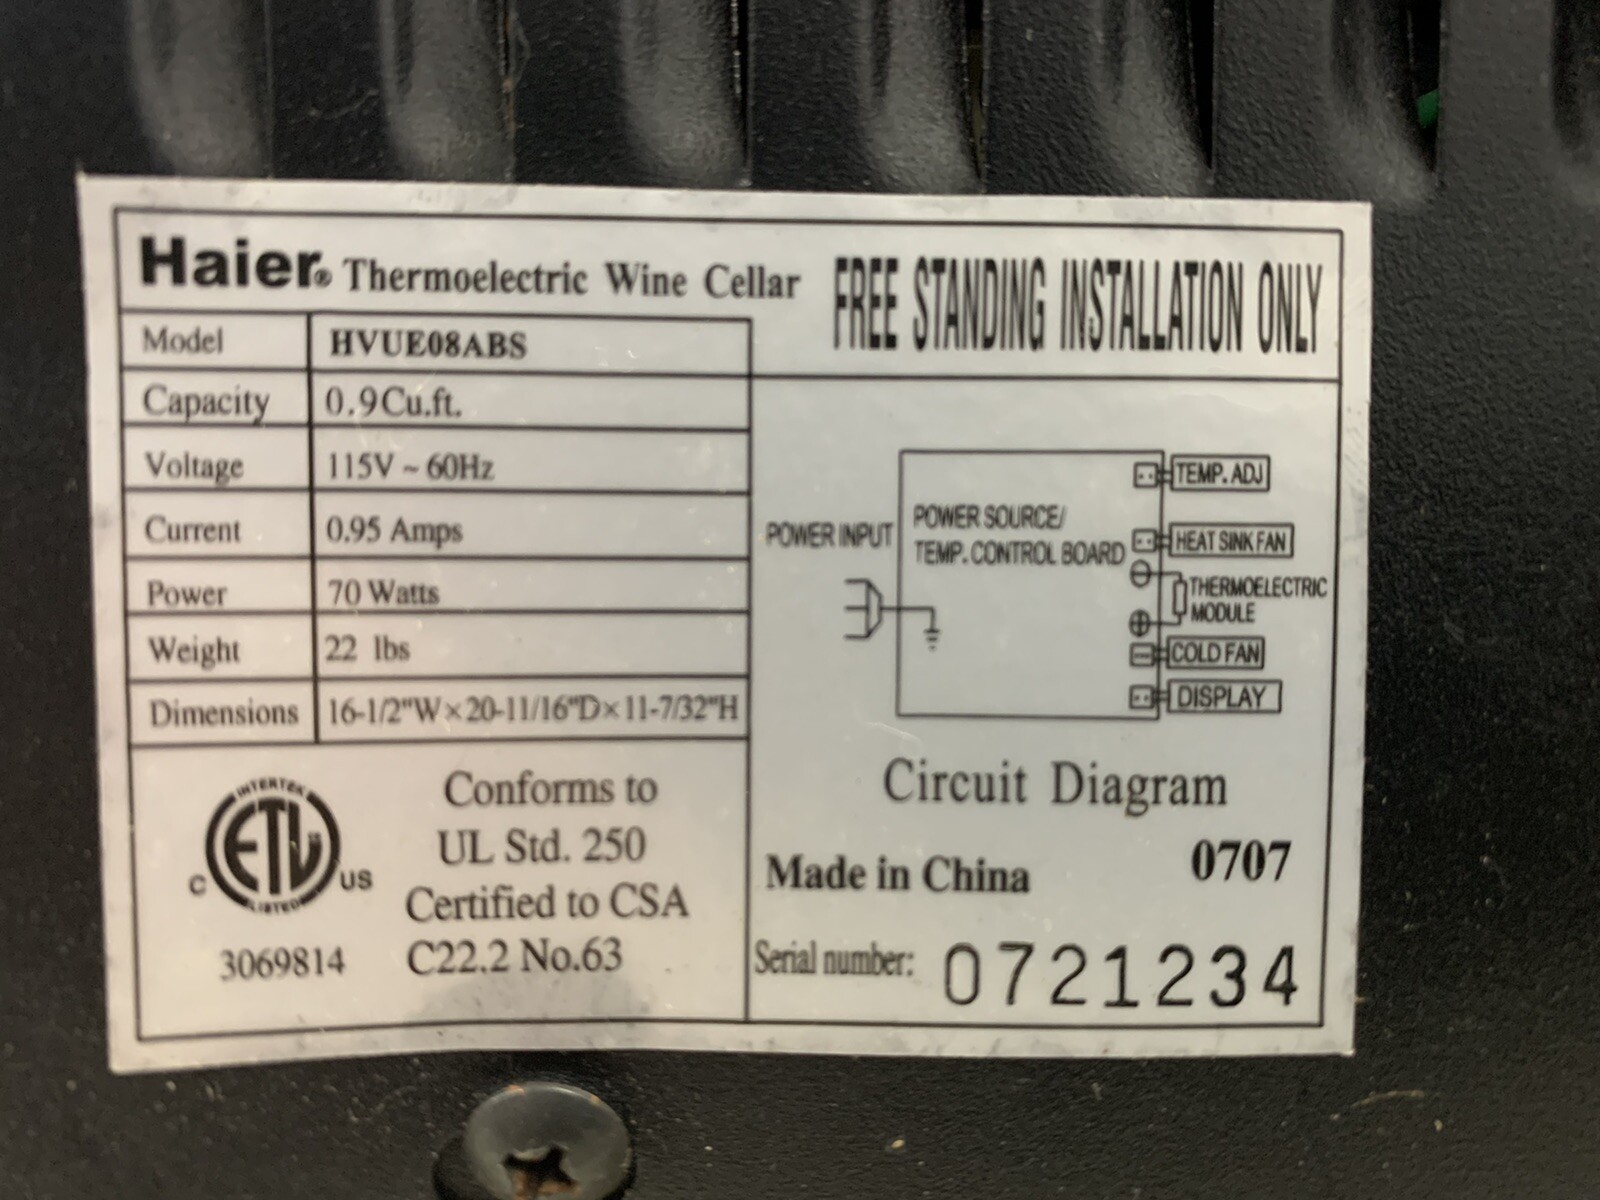 Haier® Thermoelectric Wine Cellar
FREE STANDING INSTALLATION ONLY
Model HVUE08ABS
Capacity 0.9Cu.ft.
Voltage 115V ~ 60Hz
Current 0.95 Amps
Power 70 Watts
Weight 22 lbs
Dimensions 16-1/2"W×20-11/16"D×11-7/32"H
INTERTEK
ETL
C US
LISTED
3069814
Conforms to
UL Std. 250
Certified to CSA
C22.2 No.63
POWER INPUT
POWER SOURCE/
TEMP. CONTROL BOARD
TEMP. ADJ
HEAT SINK FAN
THERMOELECTRIC
MODULE
COLD FAN
DISPLAY
Circuit Diagram
Made in China 0707
Serial number: 0721234